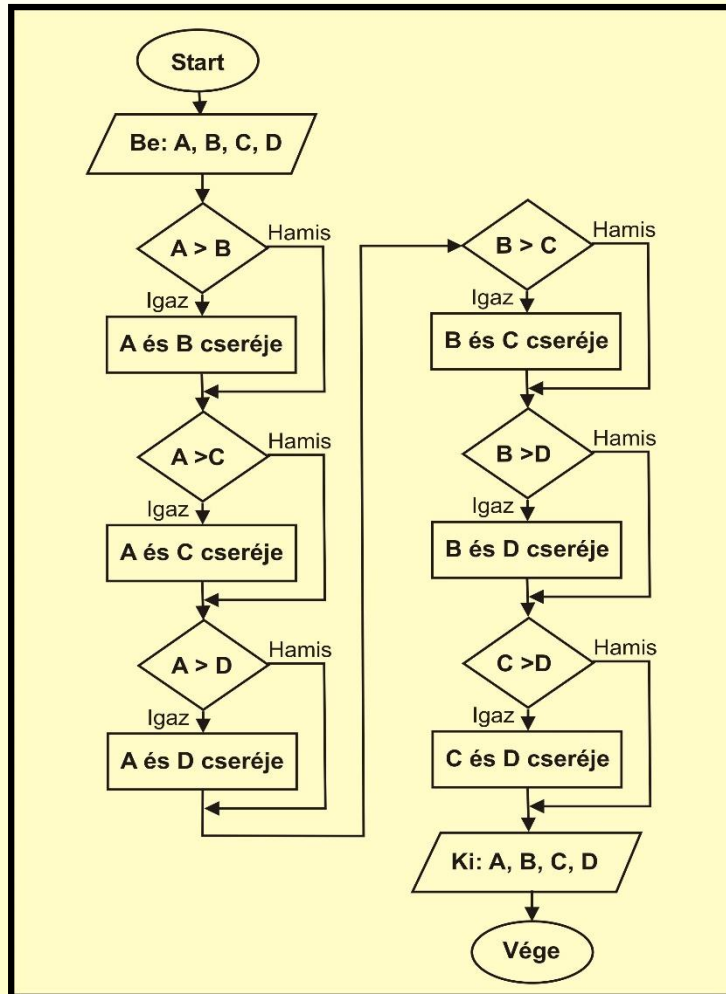 Start
Be: A, B, C, D
A > B
Hamis
Igaz
A és B cseréje
A >C
Hamis
Igaz
A és C cseréje
A > D
Hamis
Igaz
A és D cseréje
B > C
Hamis
Igaz
B és C cseréje
B >D
Hamis
Igaz
B és D cseréje
C >D
Hamis
Igaz
C és D cseréje
Ki: A, B, C, D
Vége